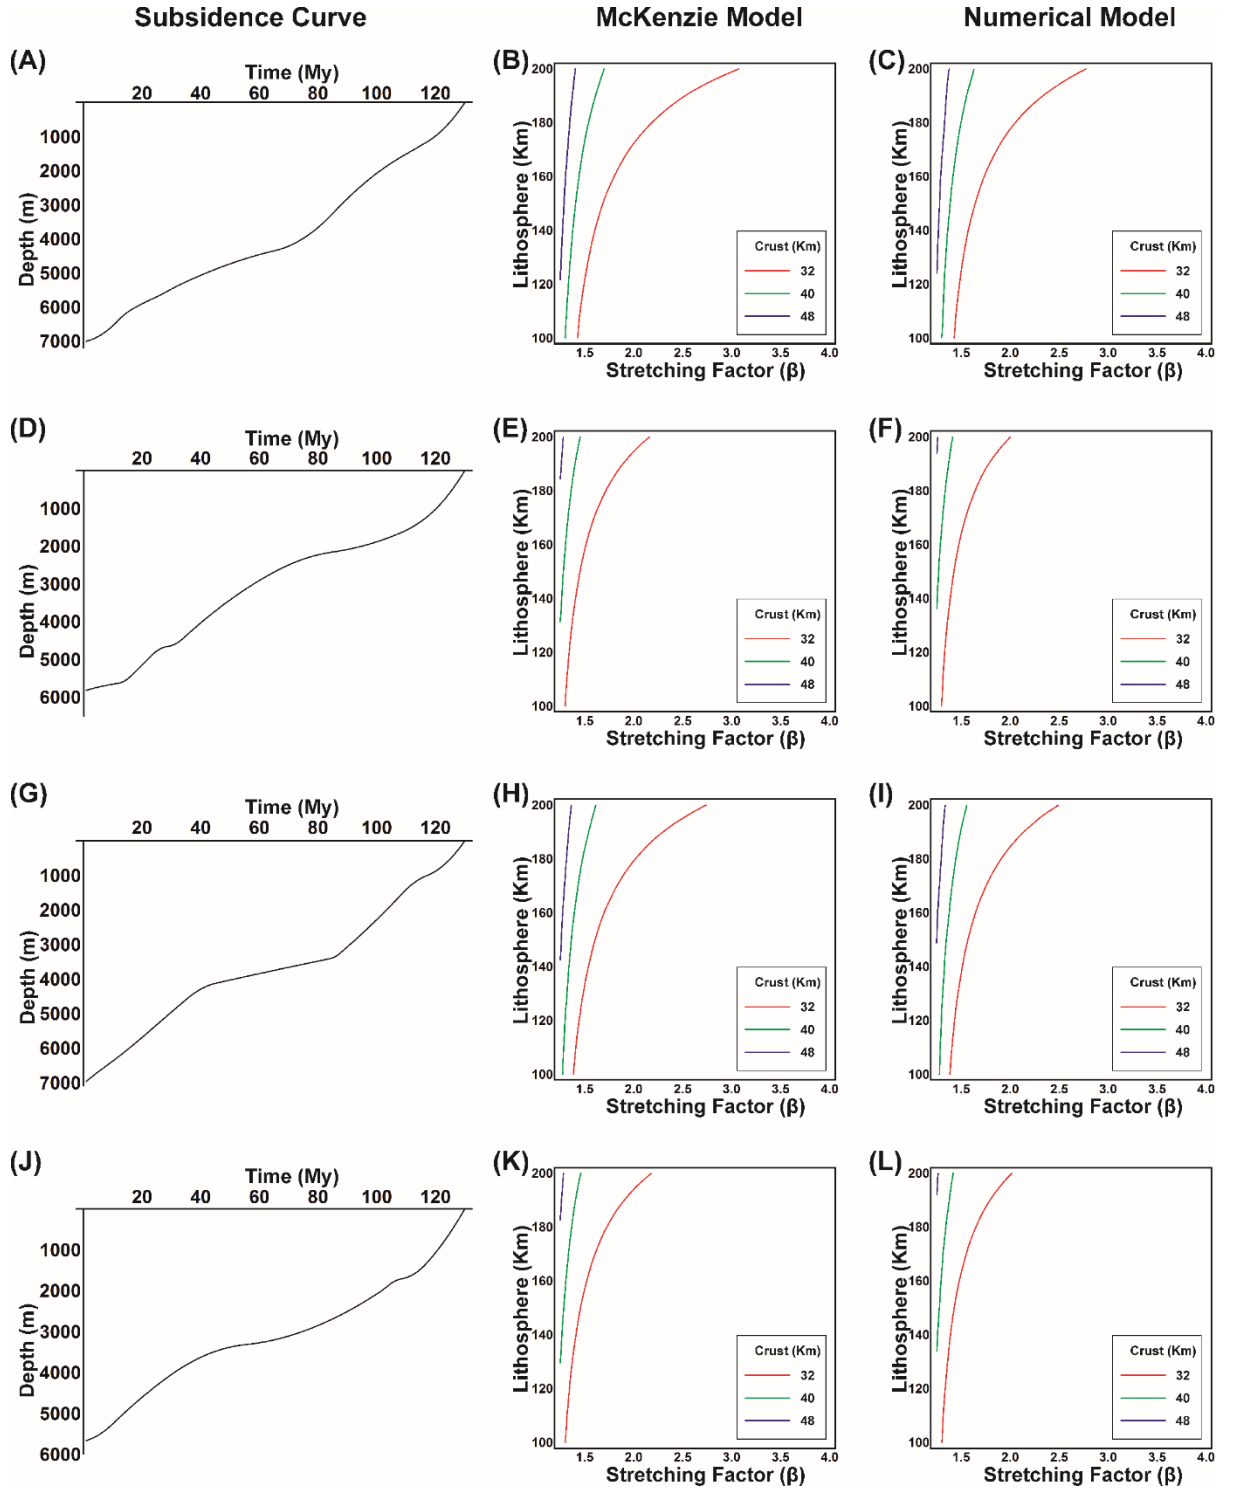 Subsidence Curve McKenzie Model Numerical Model
(A) (B) (C)
Time (My)
20 40 60 80 100 120
1000
2000
3000
4000
5000
6000
7000
Depth (m)
200
180
160
140
120
100
Lithosphere (Km)
Crust (Km)
32
40
48
1.5 2.0 2.5 3.0 3.5 4.0
Stretching Factor (β)
200
180
160
140
120
100
Lithosphere (Km)
Crust (Km)
32
40
48
1.5 2.0 2.5 3.0 3.5 4.0
Stretching Factor (β)
(D) (E) (F)
Time (My)
20 40 60 80 100 120
1000
2000
3000
4000
5000
6000
Depth (m)
200
180
160
140
120
100
Lithosphere (Km)
Crust (Km)
32
40
48
1.5 2.0 2.5 3.0 3.5 4.0
Stretching Factor (β)
200
180
160
140
120
100
Lithosphere (Km)
Crust (Km)
32
40
48
1.5 2.0 2.5 3.0 3.5 4.0
Stretching Factor (β)
(G) (H) (I)
Time (My)
20 40 60 80 100 120
1000
2000
3000
4000
5000
6000
7000
Depth (m)
200
180
160
140
120
100
Lithosphere (Km)
Crust (Km)
32
40
48
1.5 2.0 2.5 3.0 3.5 4.0
Stretching Factor (β)
200
180
160
140
120
100
Lithosphere (Km)
Crust (Km)
32
40
48
1.5 2.0 2.5 3.0 3.5 4.0
Stretching Factor (β)
(J) (K) (L)
Time (My)
20 40 60 80 100 120
1000
2000
3000
4000
5000
6000
Depth (m)
200
180
160
140
120
100
Lithosphere (Km)
Crust (Km)
32
40
48
1.5 2.0 2.5 3.0 3.5 4.0
Stretching Factor (β)
200
180
160
140
120
100
Lithosphere (Km)
Crust (Km)
32
40
48
1.5 2.0 2.5 3.0 3.5 4.0
Stretching Factor (β)